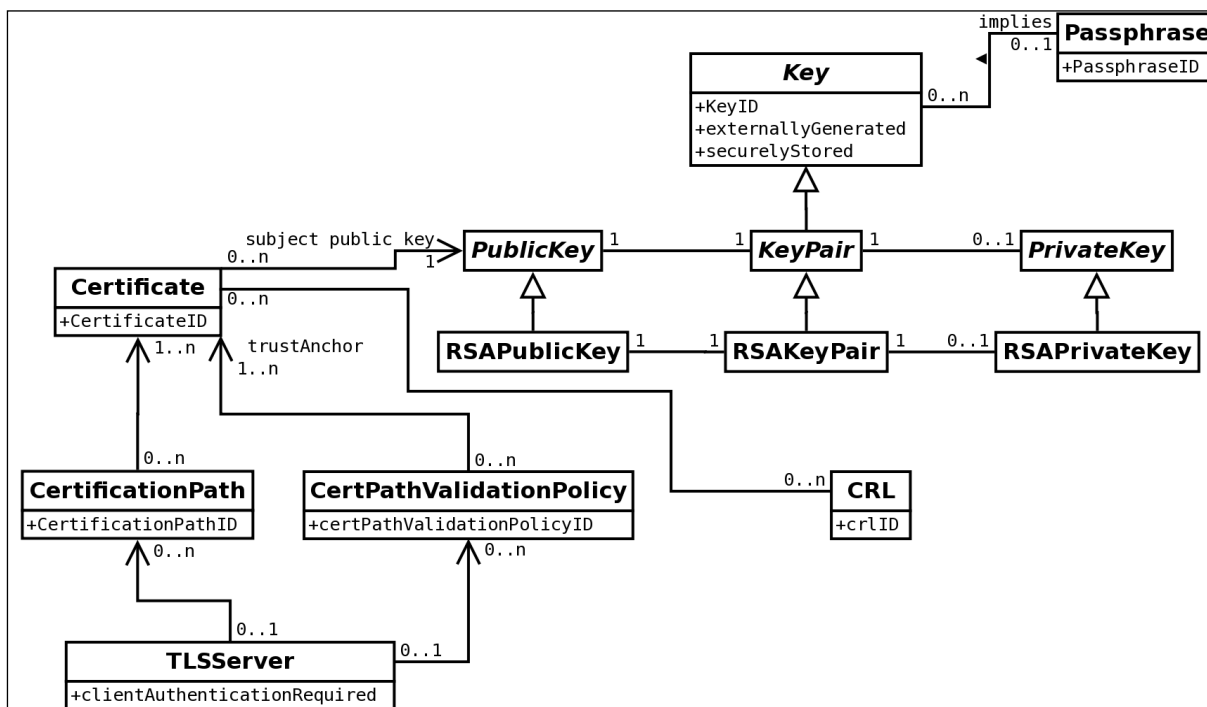 implies
Passphrase
0..1
+PassphraseID
Key
+KeyID
+externallyGenerated
+securelyStored
0..n
subject public key
0..n
1
PublicKey
1
1
KeyPair
1
0..1
PrivateKey
Certificate
+CertificateID
0..n
1..n
trustAnchor
1..n
RSAPublicKey
1
1
RSAKeyPair
1
0..1
RSAPrivateKey
0..n
0..n
0..n
CertificationPath
+CertificationPathID
CertPathValidationPolicy
+certPathValidationPolicyID
CRL
+crlID
0..n
0..n
0..1
0..1
TLSServer
+clientAuthenticationRequired